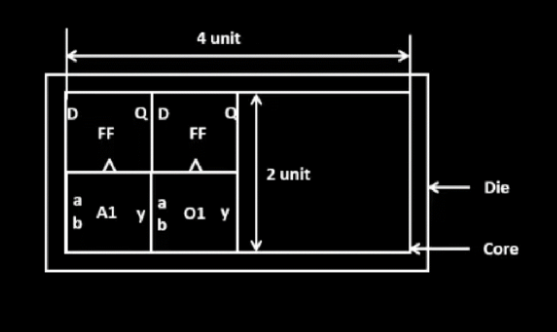 4 unit
D Q D Q
FF FF
2 unit
Die
a A1 y a O1 y
b b
Core